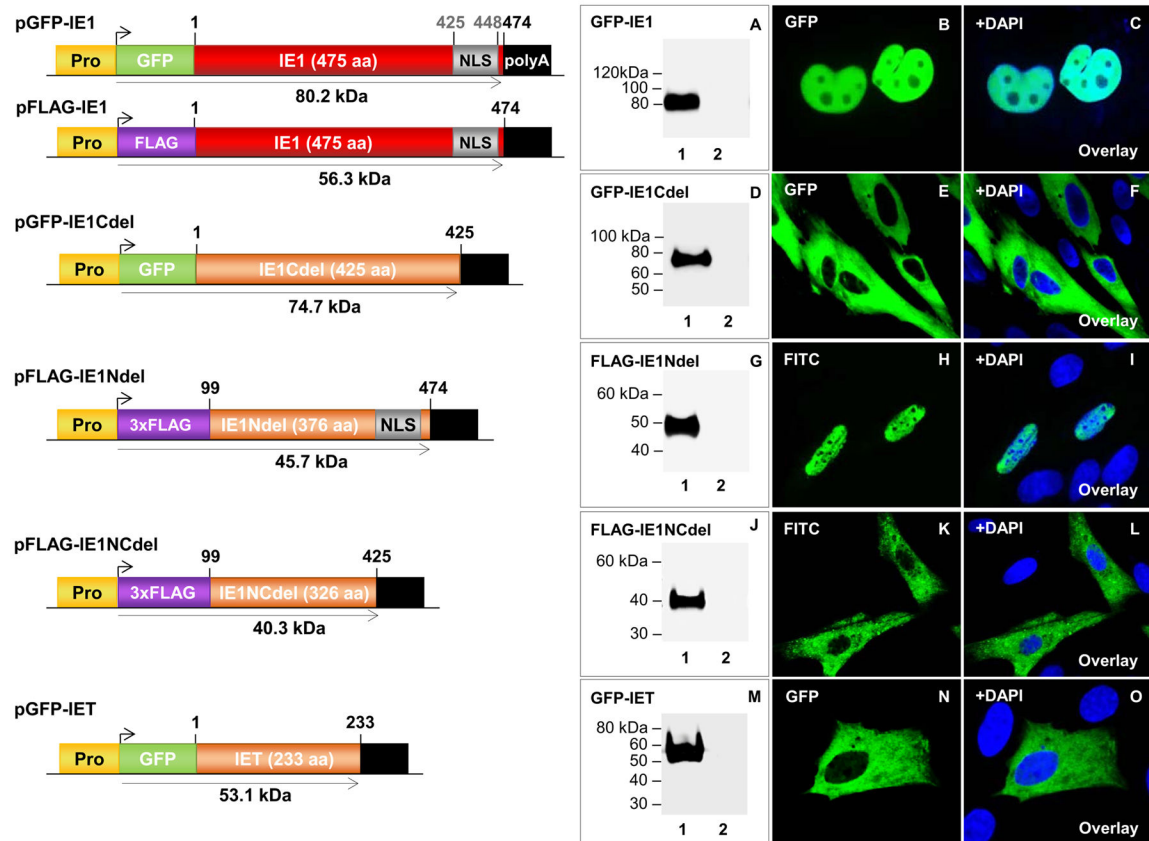 pGFP-IE1
1
425
448
474
Pro
GFP
IE1 (475 aa)
NLS
polyA
80.2 kDa
pFLAG-IE1
1
474
Pro
FLAG
IE1 (475 aa)
NLS
56.3 kDa
pGFP-IE1Cdel
1
425
Pro
GFP
IE1Cdel (425 aa)
74.7 kDa
pFLAG-IE1Ndel
99
474
Pro
3xFLAG
IE1Ndel (376 aa)
NLS
45.7 kDa
pFLAG-IE1NCdel
99
425
Pro
3xFLAG
IE1NCdel (326 aa)
40.3 kDa
pGFP-IET
1
233
Pro
GFP
IET (233 aa)
53.1 kDa
GFP-IE1
A
120kDa
100
80
1 2
GFP
B
+DAPI
C
Overlay
GFP-IE1Cdel
D
100 kDa
80
60
50
1 2
GFP
E
+DAPI
F
Overlay
FLAG-IE1Ndel
G
60 kDa
50
40
1 2
FITC
H
+DAPI
I
Overlay
FLAG-IE1NCdel
J
60 kDa
40
30
1 2
FITC
K
+DAPI
L
Overlay
GFP-IET
M
80 kDa
60
50
40
30
1 2
GFP
N
+DAPI
O
Overlay